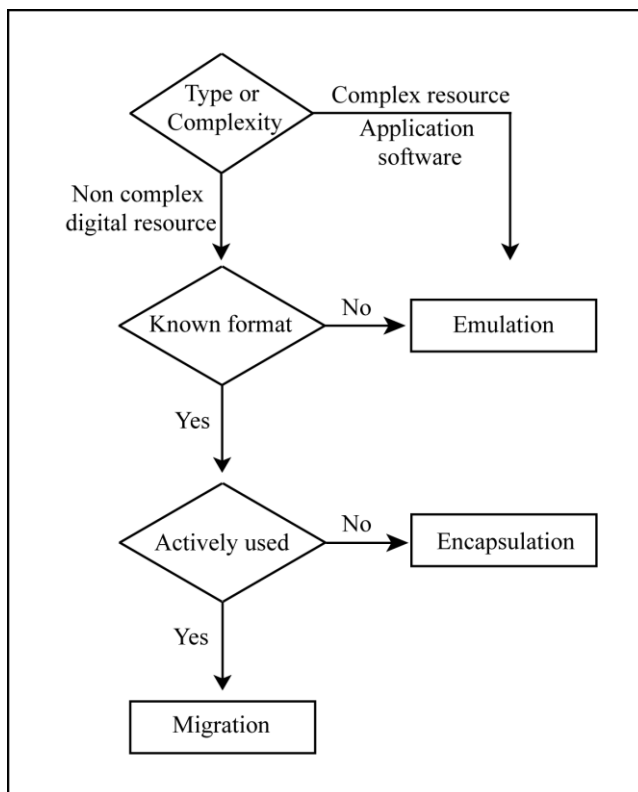 Type or
Complexity
Complex resource
Application
software
Non complex
digital resource
Known format
No
Emulation
Yes
Actively used
No
Encapsulation
Yes
Migration